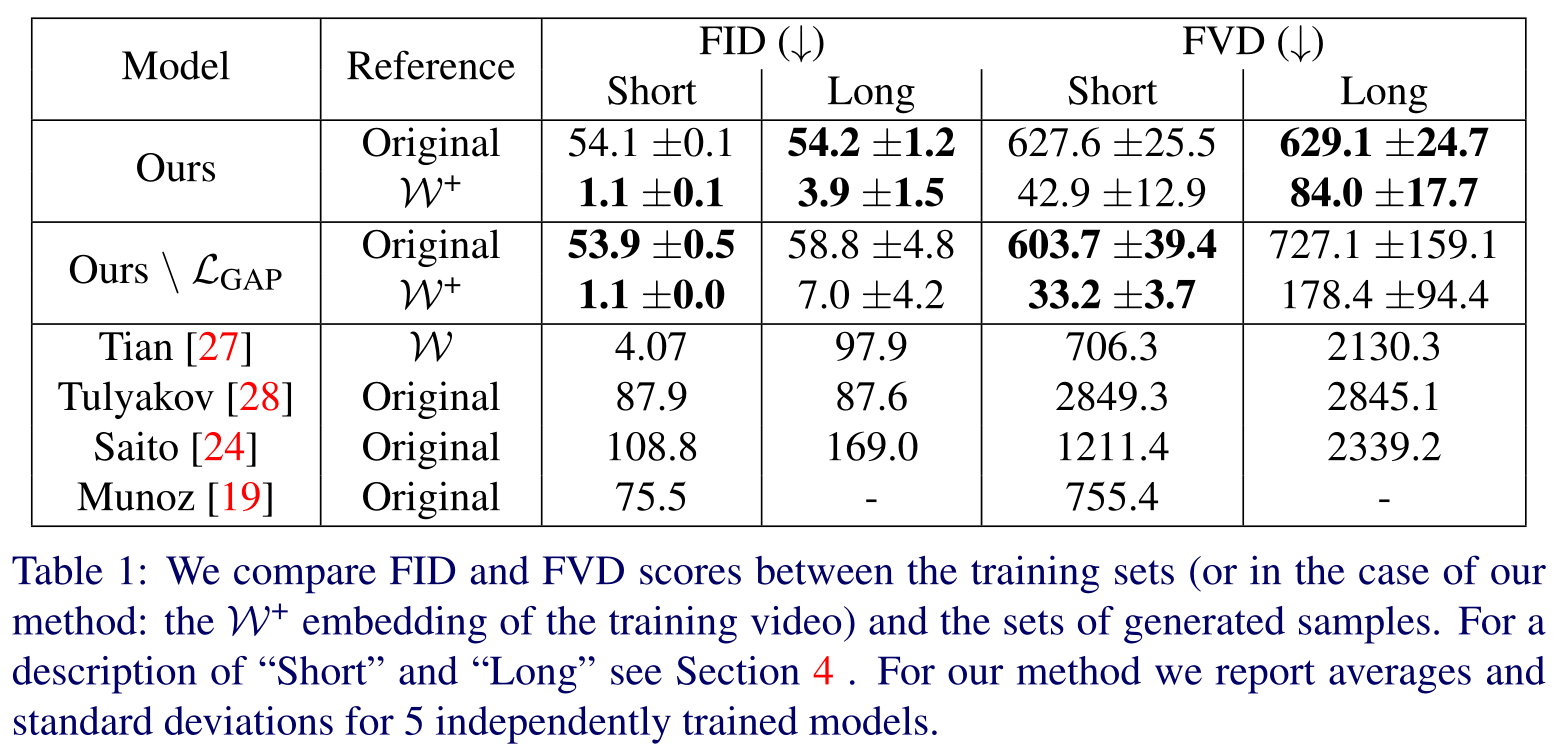 Model Reference FID (↓) FVD (↓)
Short Long Short Long
Ours Original 54.1 ±0.1 54.2 ±1.2 627.6 ±25.5 629.1 ±24.7
𝒲⁺ 1.1 ±0.1 3.9 ±1.5 42.9 ±12.9 84.0 ±17.7
Ours \ ℒGAP Original 53.9 ±0.5 58.8 ±4.8 603.7 ±39.4 727.1 ±159.1
𝒲⁺ 1.1 ±0.0 7.0 ±4.2 33.2 ±3.7 178.4 ±94.4
Tian [27] 𝒲 4.07 97.9 706.3 2130.3
Tulyakov [28] Original 87.9 87.6 2849.3 2845.1
Saito [24] Original 108.8 169.0 1211.4 2339.2
Munoz [19] Original 75.5 - 755.4 -
Table 1: We compare FID and FVD scores between the training sets (or in the case of our
method: the 𝒲⁺ embedding of the training video) and the sets of generated samples. For a
description of “Short” and “Long” see Section 4 . For our method we report averages and
standard deviations for 5 independently trained models.